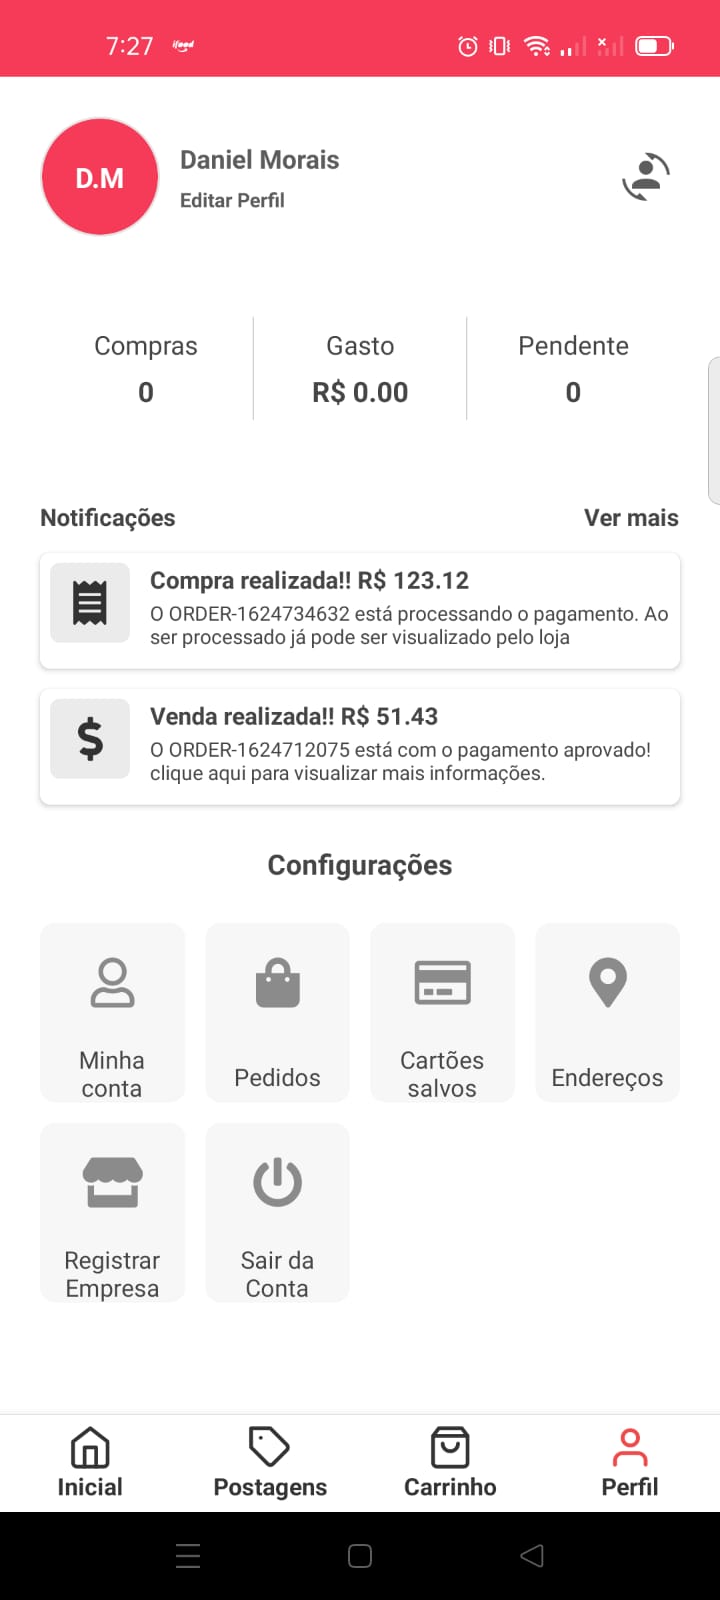 7:27 ifood
D.M
Daniel Morais
Editar Perfil
Compras
0
Gasto
R$ 0.00
Pendente
0
Notificações
Ver mais
Compra realizada!! R$ 123.12
O ORDER-1624734632 está processando o pagamento. Ao
ser processado já pode ser visualizado pelo loja
Venda realizada!! R$ 51.43
O ORDER-1624712075 está com o pagamento aprovado!
clique aqui para visualizar mais informações.
Configurações
Minha
conta
Pedidos
Cartões
salvos
Endereços
Registrar
Empresa
Sair da
Conta
Inicial
Postagens
Carrinho
Perfil